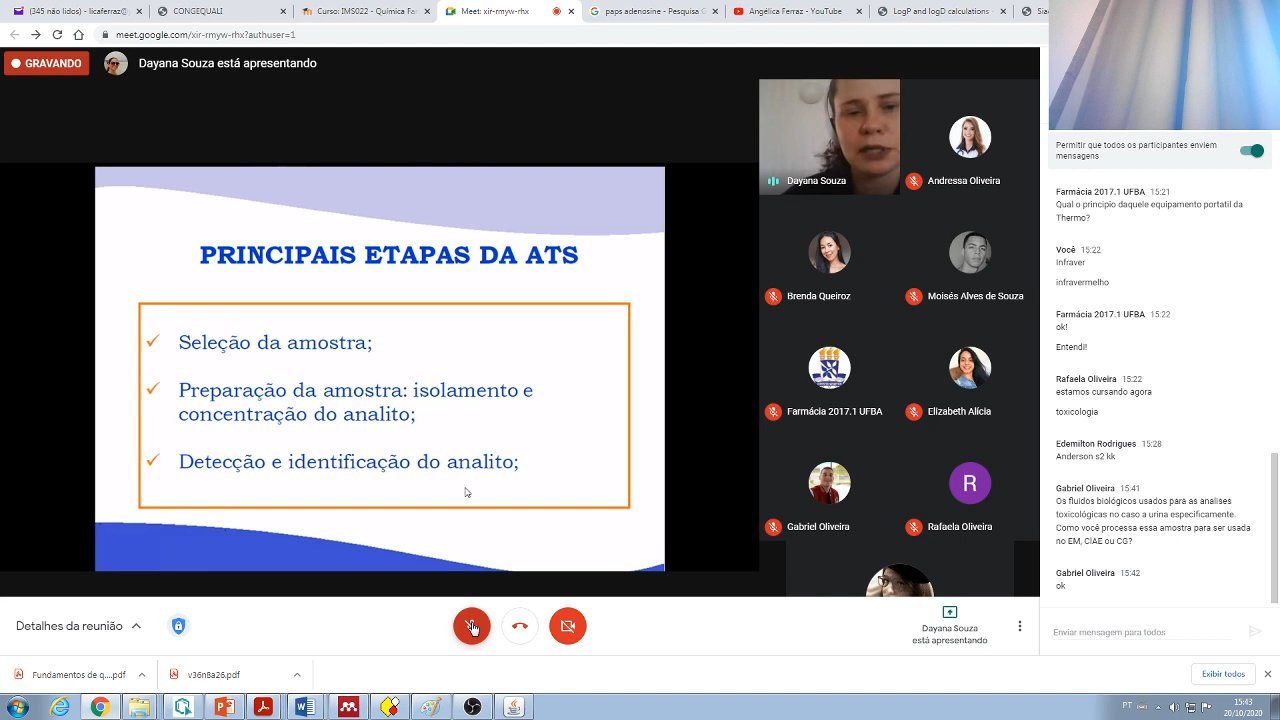 (345 não lidos) - licaferraz@
CONGEQUALI
Curso: IMS022 - Química Far
Meet: xir-rmyw-rhx
paps adenosine - Pesquisa G
Angélica Ferraz - YouTube
LogP and logD calculations -
meet.google.com/xir-rmyw-rhx?authuser=1
GRAVANDO
Dayana Souza está apresentando
PRINCIPAIS ETAPAS DA ATS
Seleção da amostra;
Preparação da amostra: isolamento e
concentração do analito;
Detecção e identificação do analito;
Dayana Souza
Andressa Oliveira
Brenda Queiroz
Moisés Alves de Souza
Farmácia 2017.1 UFBA
Elizabeth Alícia
Gabriel Oliveira
R
Rafaela Oliveira
Permitir que todos os participantes enviem
mensagens
Farmácia 2017.1 UFBA 15:21
Qual o principio daquele equipamento portatil da
Thermo?
Você 15:22
Infraver
infravermelho
Farmácia 2017.1 UFBA 15:22
ok!
Entendi!
Rafaela Oliveira 15:22
estamos cursando agora
toxicologia
Edemilton Rodrigues 15:28
Anderson s2 kk
Gabriel Oliveira 15:41
Os fluidos biológicos usados para as analises
toxicológicas no caso a urina especificamente.
Como você processa essa amostra para ser usada
no EM, ClAE ou CG?
Gabriel Oliveira 15:42
ok
Enviar mensagem para todos
Detalhes da reunião
Dayana Souza
está apresentando
Fundamentos de q....pdf
v36n8a26.pdf
Exibir todos
PT
15:43
20/10/2020